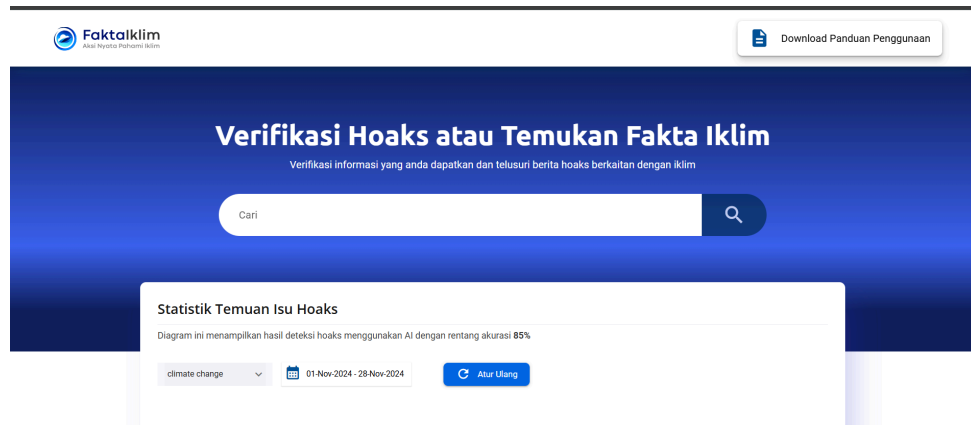 FaktaIklim
Aksi Nyata Pahami Iklim
Download Panduan Penggunaan
Verifikasi Hoaks atau Temukan Fakta Iklim
Verifikasi informasi yang anda dapatkan dan telusuri berita hoaks berkaitan dengan iklim
Cari
Statistik Temuan Isu Hoaks
Diagram ini menampilkan hasil deteksi hoaks menggunakan AI dengan rentang akurasi 85%
climate change
01-Nov-2024 - 28-Nov-2024
Atur Ulang